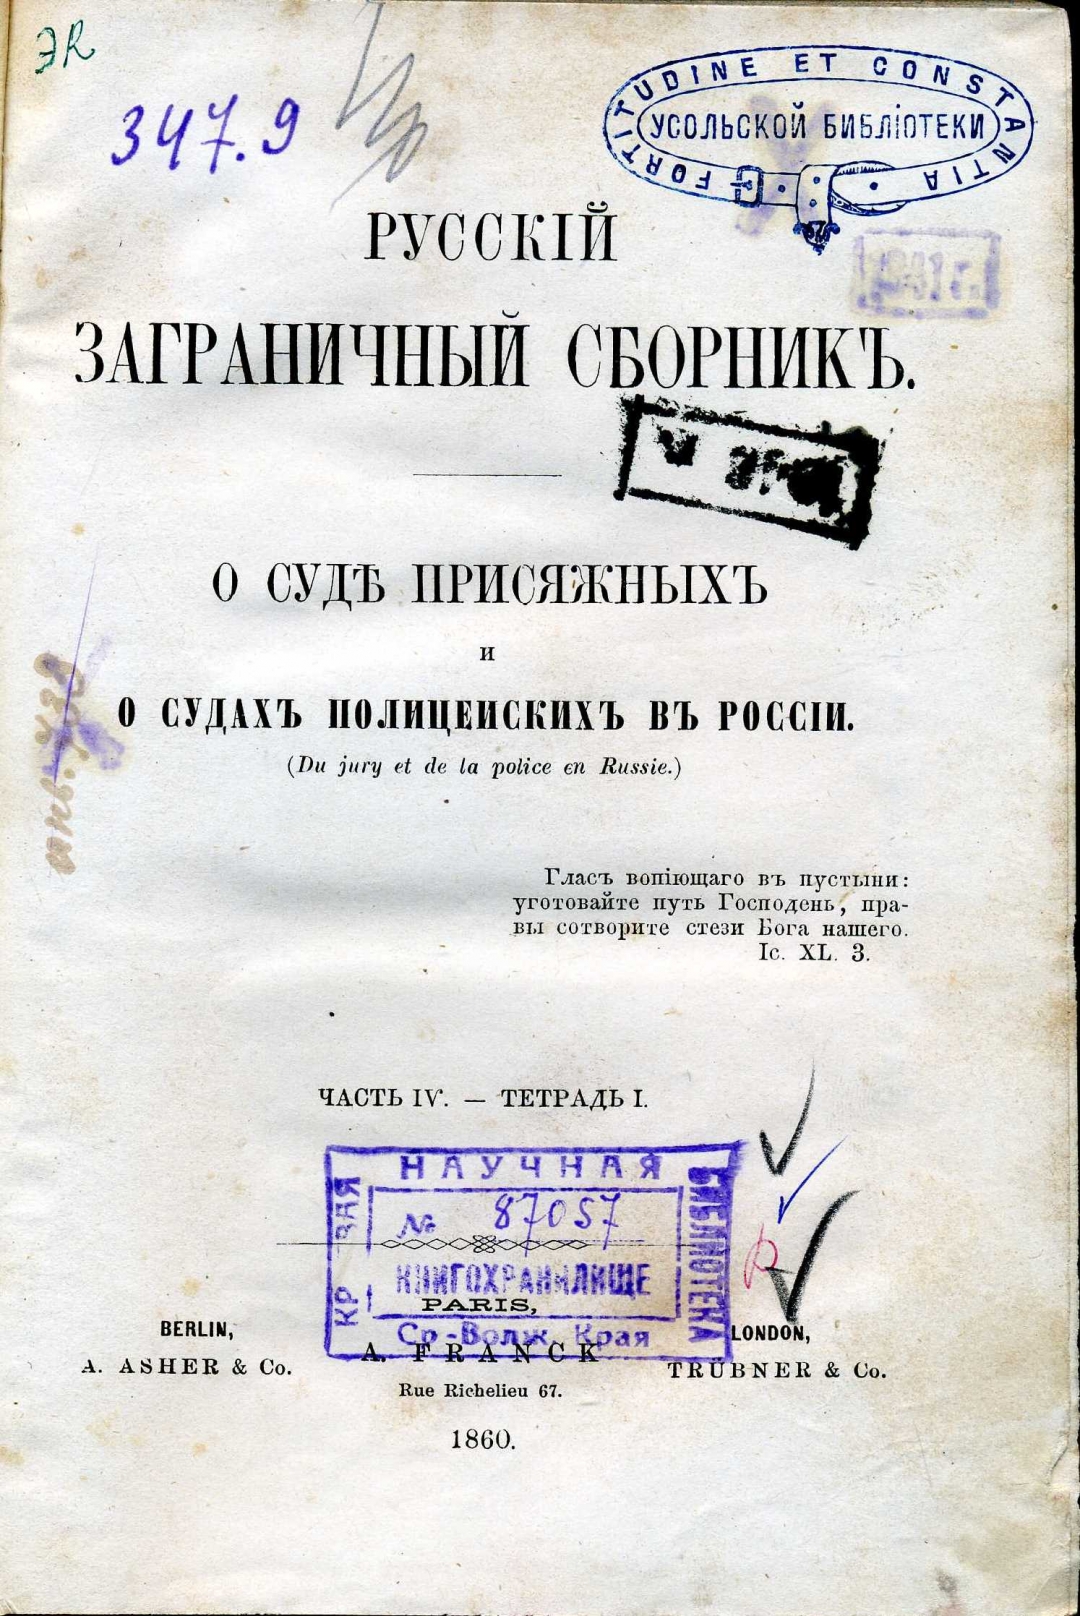 ЭR
347.9
FORTITUDINE ET CONSTANTIA
УСОЛЬСКОЙ БИБЛІОТЕКИ
РУССКІЙ
ЗАГРАНИЧНЫЙ СБОРНИКЪ.
О СУДѢ ПРИСЯЖНЫХЪ
И
О СУДАХЪ ПОЛИЦЕИСКИХЪ ВЪ РОССІИ.
(Du jury et de la police en Russie.)
Гласъ вопіющаго въ пустыни:
уготовайте путь Господень, пра-
вы сотворите стези Бога нашего.
Іс. XL. 3.
ЧАСТЬ IV. — ТЕТРАДЬ I.
НАУЧНАЯ
БИБЛИОТЕКА
№ 87057
КНИГОХРАНИЛИЩЕ
Ср-Волж. Края
BERLIN,
A. ASHER & Co.
PARIS,
A. FRANCK
Rue Richelieu 67.
LONDON,
TRÜBNER & Co.
1860.